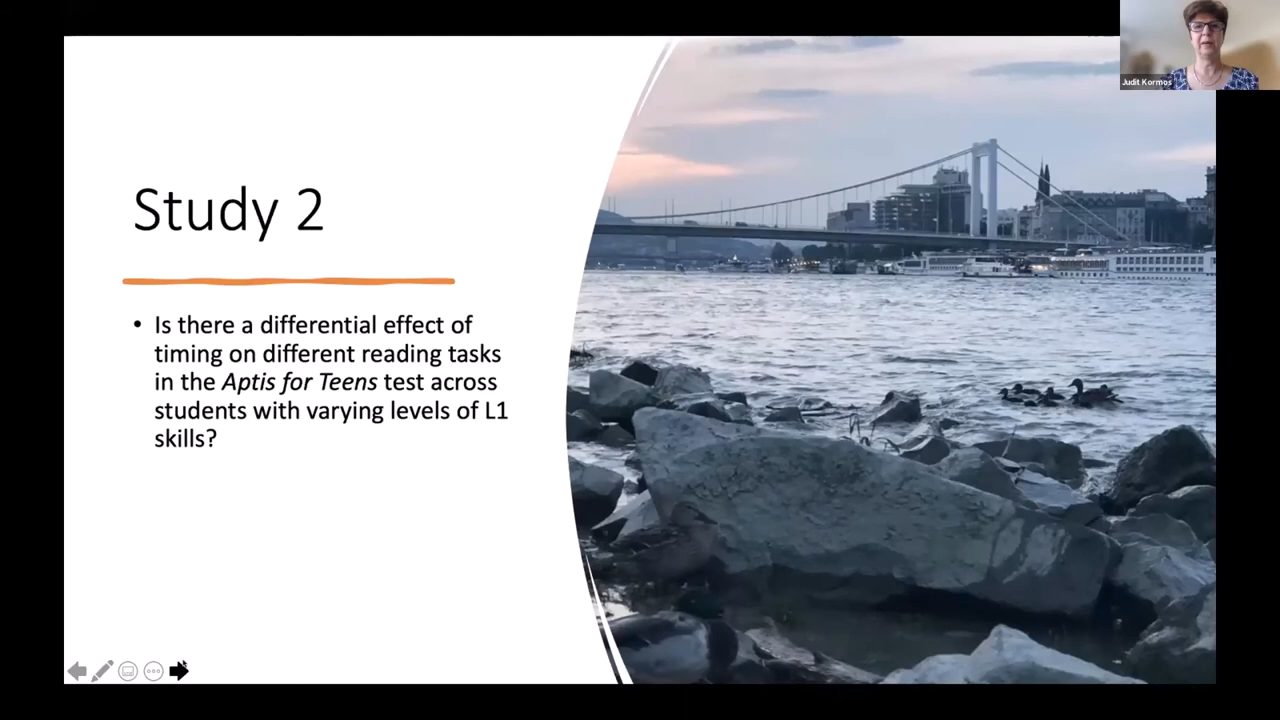 Judit Kormos
Study 2
• Is there a differential effect of
timing on different reading tasks
in the Aptis for Teens test across
students with varying levels of L1
skills?